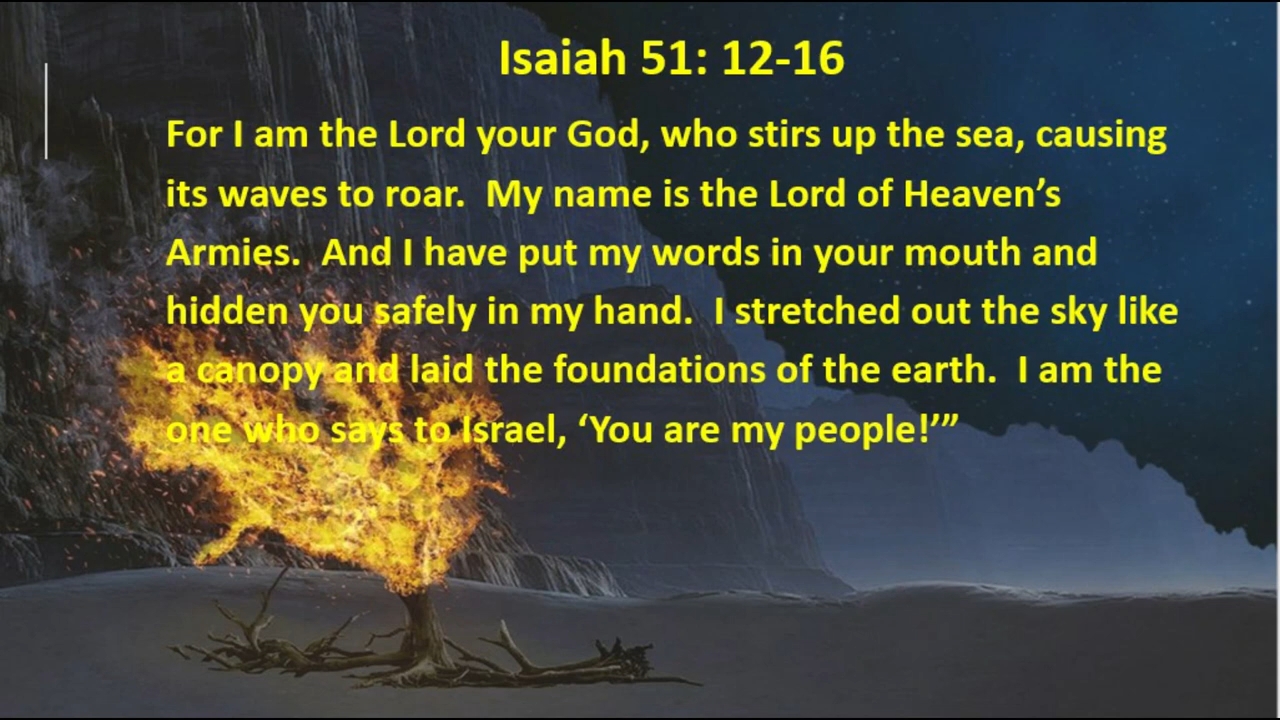 Isaiah 51: 12-16
For I am the Lord your God, who stirs up the sea, causing
its waves to roar.  My name is the Lord of Heaven’s
Armies.  And I have put my words in your mouth and
hidden you safely in my hand.  I stretched out the sky like
a canopy and laid the foundations of the earth.  I am the
one who says to Israel, ‘You are my people!’”